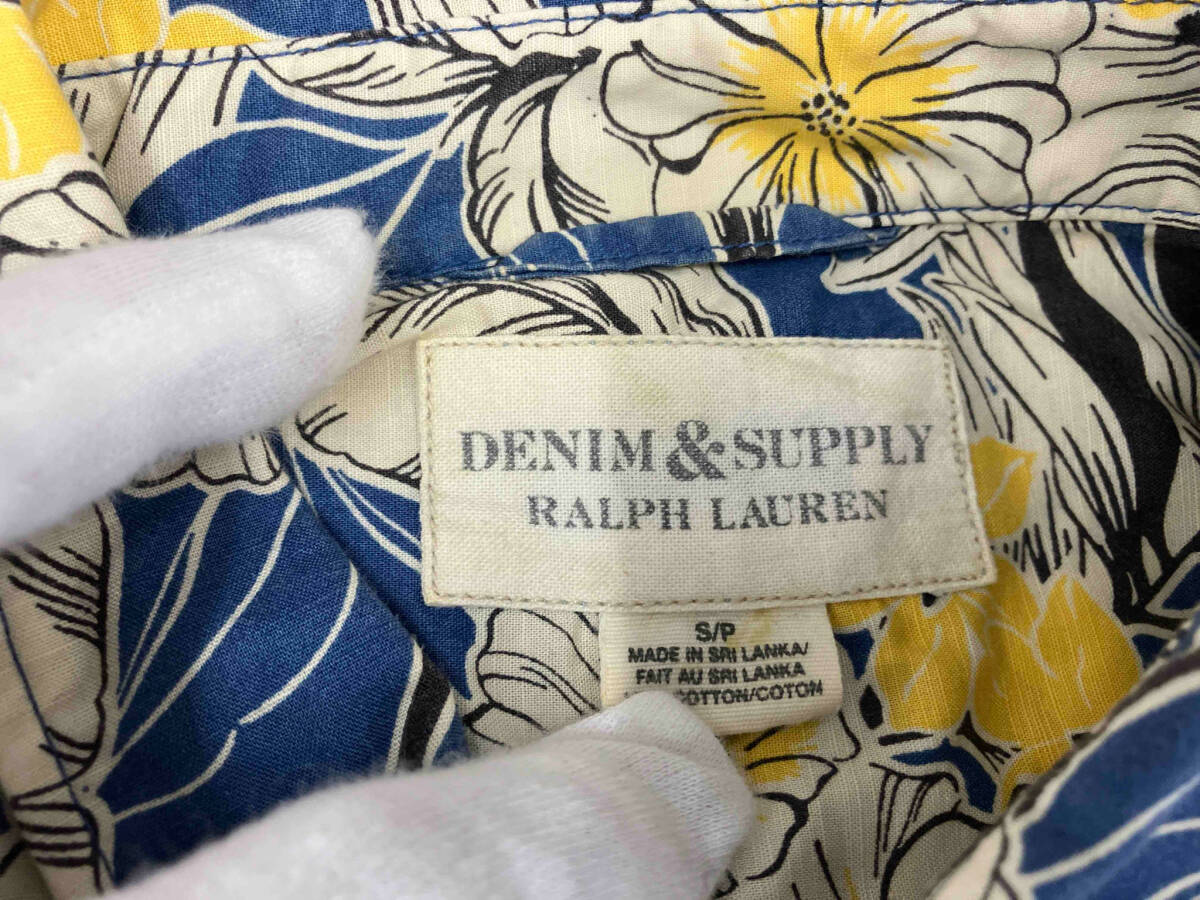 DENIM & SUPPLY
RALPH LAUREN
S/P
MADE IN SRI LANKA/
FAIT AU SRI LANKA
COTTON/COTON